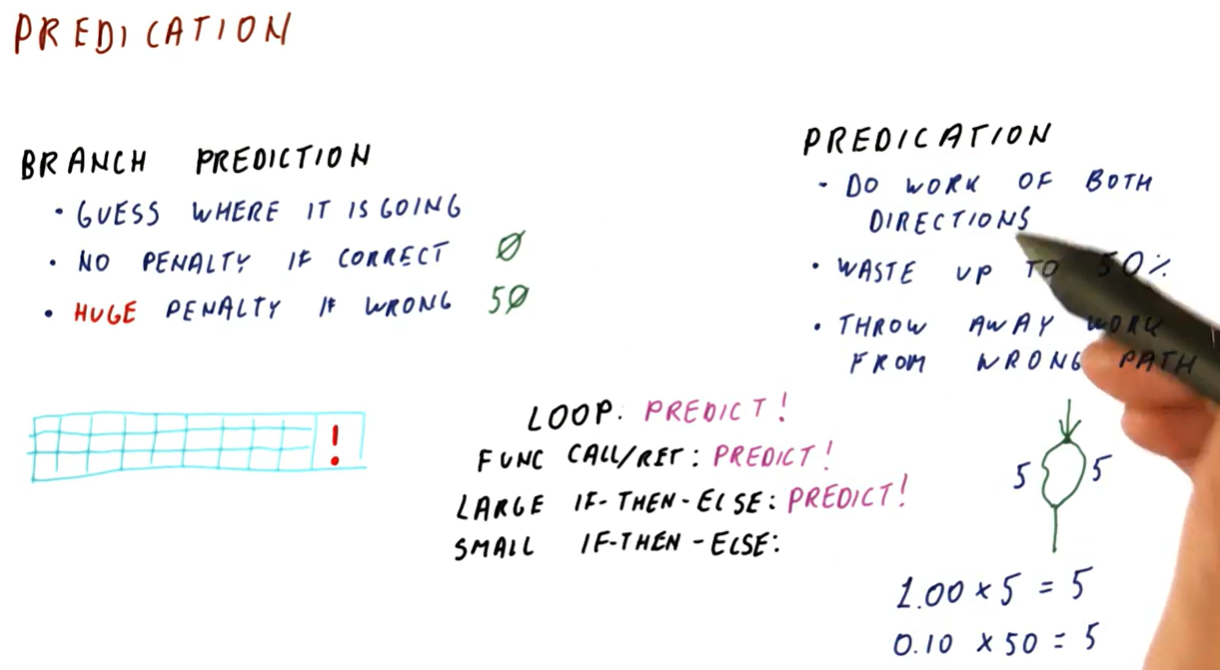 PREDICATION
BRANCH PREDICTION
• GUESS WHERE IT IS GOING
• NO PENALTY IF CORRECT 0
• HUGE PENALTY IF WRONG 50
!
PREDICATION
- DO WORK OF BOTH
DIRECTIONS
• WASTE UP TO 50%
• THROW AWAY WORK
FROM WRONG PATH
LOOP: PREDICT!
FUNC CALL/RET: PREDICT!
LARGE IF-THEN-ELSE: PREDICT!
SMALL IF-THEN-ELSE:
5 5
1.00 × 5 = 5
0.10 × 50 = 5